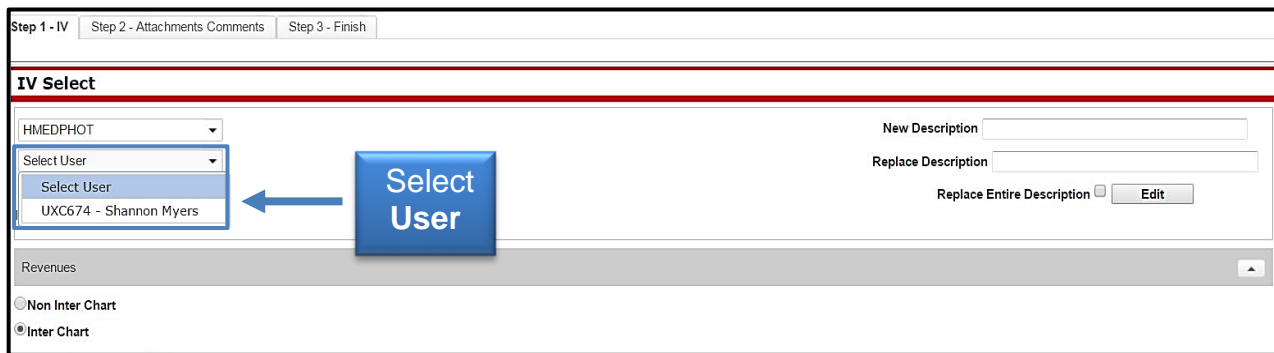 Step 1 - IV
Step 2 - Attachments Comments
Step 3 - Finish
IV Select
HMEDPHOT
New Description
Select User
Replace Description
Select User
UXC674 - Shannon Myers
Replace Entire Description
Edit
Select
User
Revenues
Non Inter Chart
Inter Chart